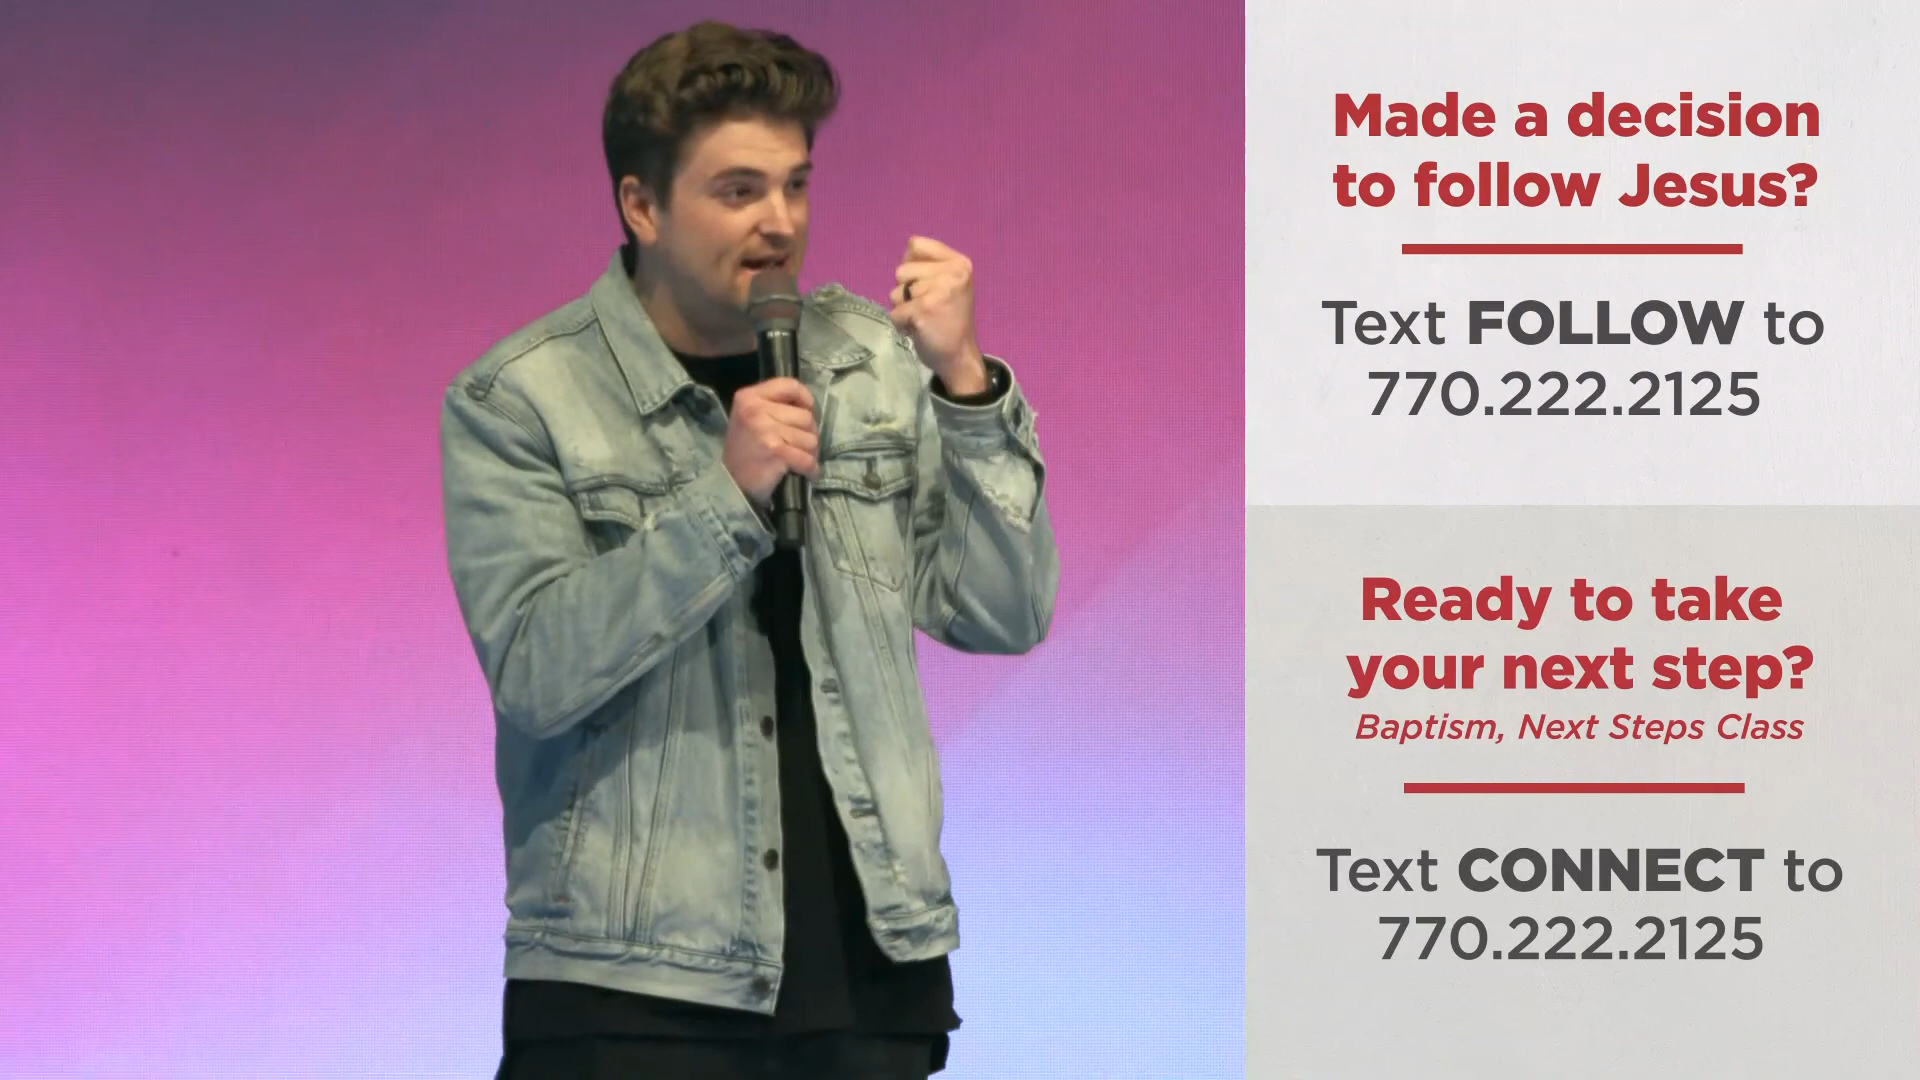 Made a decision
to follow Jesus?
Text FOLLOW to
770.222.2125
Ready to take
your next step?
Baptism, Next Steps Class
Text CONNECT to
770.222.2125